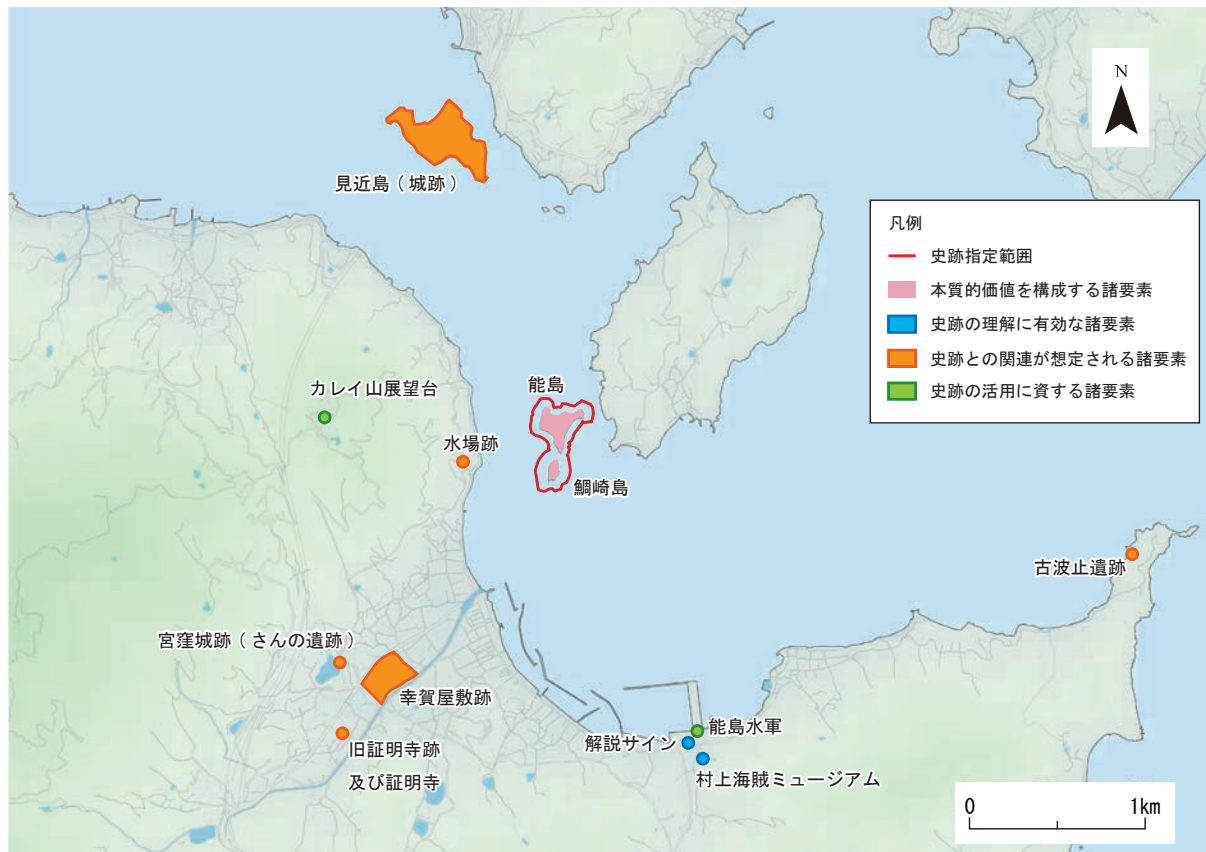 N
見近島（城跡）
凡例
史跡指定範囲
本質的価値を構成する諸要素
史跡の理解に有効な諸要素
史跡との関連が想定される諸要素
史跡の活用に資する諸要素
能島
カレイ山展望台
水場跡
鯛崎島
古波止遺跡
宮窪城跡（さんの遺跡）
幸賀屋敷跡
能島水軍
旧証明寺跡
及び証明寺
解説サイン
村上海賊ミュージアム
0 1km